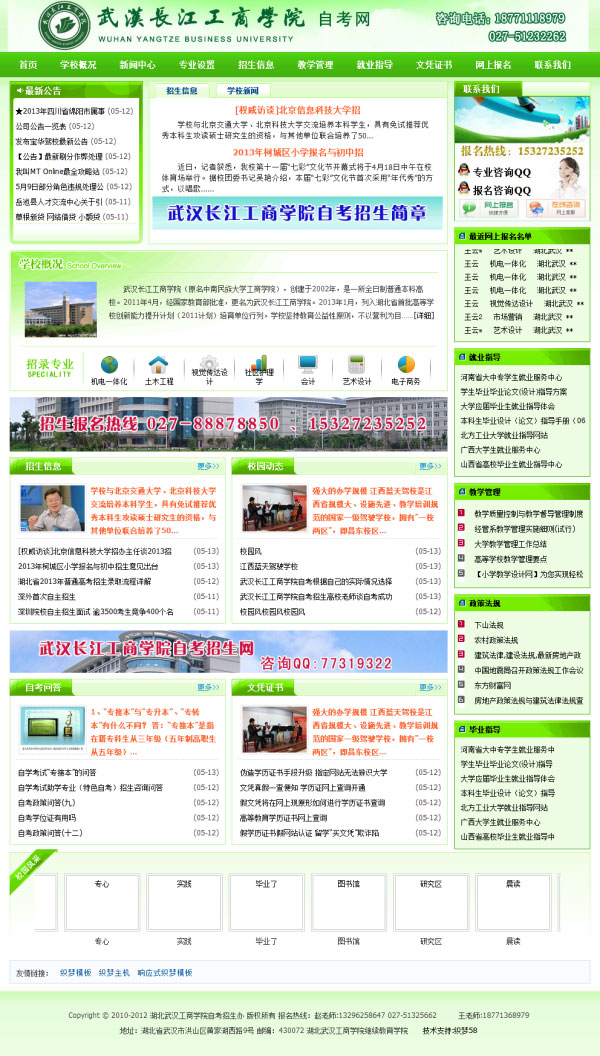 武漢長江工商學院 自考网
WUHAN YANGTZE BUSINESS UNIVERSITY
咨询电话: 18771118979
027-51232262
首页 学校概况 新闻中心 专业设置 招生信息 教学管理 就业指导 文凭证书 网上报名 联系我们
最新公告
★2013年四川省绵阳市属事 (05-12)
公司公告一览表 (05-12)
发布宝华驾校最新公告 (05-12)
【公告】最新刷分作弊处理 (05-12)
我叫MT Online最全攻略站 (05-12)
5月9日部分角色违规处理公 (05-12)
岳池县人才交流中心关于引 (05-11)
草根新贷 网络借贷 小额贷 (05-11)
招生信息 学校新闻
[权威访谈]北京信息科技大学招
学校与北京交通大学、北京科技大学交流培养本科学生，具有免试推荐优秀本科生攻读硕士研究生的资格，与其他单位联合培养了50...
2013年柯城区小学报名与初中招
近日，记者获悉，我校第十一届“七彩”文化节开幕式将于4月18日中午在校体育场举行。据校团委书记吴艳介绍，本届“七彩”文化节首次采用“年代秀”的方式，以唱歌......
武汉长江工商学院自考招生简章
联系我们
报名热线: 15327235252
专业咨询QQ
报名咨询QQ
网上报名 快捷方便
在线咨询 网上客服
学校概况 School Overview
武汉长江工商学院（原名中南民族大学工商学院），创建于2002年，是一所全日制普通本科高校。2011年4月，经国家教育部批准，更名为武汉长江工商学院。2013年1月，列入湖北省首批高等学校创新能力提升计划（2011计划）培育单位行列。学校坚持教育公益性原则，不以营利为目......[详细]
招录专业
SPECIALITY
机电一体化 土木工程 视觉传达设计 社区护理学 会计 艺术设计 电子商务
最近网上报名名单
王云* 艺术设计 湖北武汉 **
王云 机电一体化 湖北武汉 **
王云 机电一体化 湖北武汉 **
王云 机电一体化 湖北武汉 **
王云 视觉传达设计 湖北武汉 **
王云2 市场营销 湖北武汉 **
王云* 艺术设计 湖北武汉 **
招生报名热线 027-88878850 、15327235252
就业指导
河南省大中专学生就业服务中心
学生毕业毕业论文(设计)指导方案
大学应届毕业生就业指导体会
本科生毕业设计（论文）指导手册（06
北方工业大学就业指导网站
广西大学生就业服务中心
山西省高校毕业生就业指导中心
招生信息 更多>>
学校与北京交通大学、北京科技大学交流培养本科学生，具有免试推荐优秀本科生攻读硕士研究生的资格，与其他单位联合培养了50...
[权威访谈]北京信息科技大学招办主任谈2013招 (05-13)
2013年柯城区小学报名与初中招生意见出台 (05-13)
湖北省2013年普通高考招生录取流程详解 (05-12)
深外首次自主招生 (05-11)
深圳院校自主招生面试 逾3500考生竞争400个名 (05-11)
校园动态 更多>>
强大的办学规模 江西蓝天驾校是江西省规模大、设施先进、教学培训规范的国家一级驾驶学校，拥有“一校两区”，即昌东校区...
校园风 (05-13)
江西蓝天驾驶学校 (05-12)
武汉长江工商学院自考根据自己的实际情况选择 (05-12)
武汉长江工商学院自考招生高校老师谈自考成功 (05-12)
校园风校园风校园风 (05-12)
教学管理
1 教学质量控制与教学督导管理制度
2 经管系教学管理实施细则(试行)
3 大学教学管理工作总结
4 高等学校教学管理要点
5 【小学教学设计网】为您实现轻松
政策法规
1 下山法规
2 农村政策法规
3 建筑法律,建设法规,最新房地产政
4 中国地震局召开政策法规工作会议
5 东方财富网
6 房地产政策法规与建筑法律法规查
武汉长江工商学院自考招生网
咨询QQ:77319322
自考问答 更多>>
1、“专接本”与“专升本”、“专转本”有什么不同？答：“专接本”是指在籍专科生从三年级（五年制高职生从五年级）...
自学考试“专接本”的问答 (05-13)
自学考试助学专业（特色自考）招生咨询问答 (05-12)
自考政策问答(九) (05-12)
自考学位证有用吗 (05-12)
自考政策问答(十二) (05-12)
文凭证书 更多>>
强大的办学规模 江西蓝天驾校是江西省规模大、设施先进、教学培训规范的国家一级驾驶学校，拥有“一校两区”，即昌东校区...
伪造学历证书手段升级 指定网站无法辨识大学 (05-12)
文凭真假一查便知 学历证网上查询开通 (05-12)
假文凭将在网上现原形如何进行学历证书查询 (05-12)
高等教育学历证书网上查询 (05-12)
假学历证书假网站认证 留学“买文凭”欺诈陷 (05-12)
毕业指导
河南省大中专学生就业服务中
学生毕业毕业论文(设计)指导
大学应届毕业生就业指导体会
本科生毕业设计（论文）指导
北方工业大学就业指导网站
广西大学生就业服务中心
山西省高校毕业生就业指导中
校园风采
专心 实践 毕业了 图书馆 研究区 晨读
专心 实践 毕业了 图书馆 研究区 晨读
友情链接： 织梦模板 织梦主机 响应式织梦模板
Copyright © 2010-2012 湖北武汉工商学院自考招生办 版权所有 报名热线：赵老师:13296258647 027-51325662 王老师:18771368979
地址：湖北省武汉市洪山区黄家湖西路9号 邮编：430072 湖北武汉工商学院继续教育学院 技术支持:织梦58